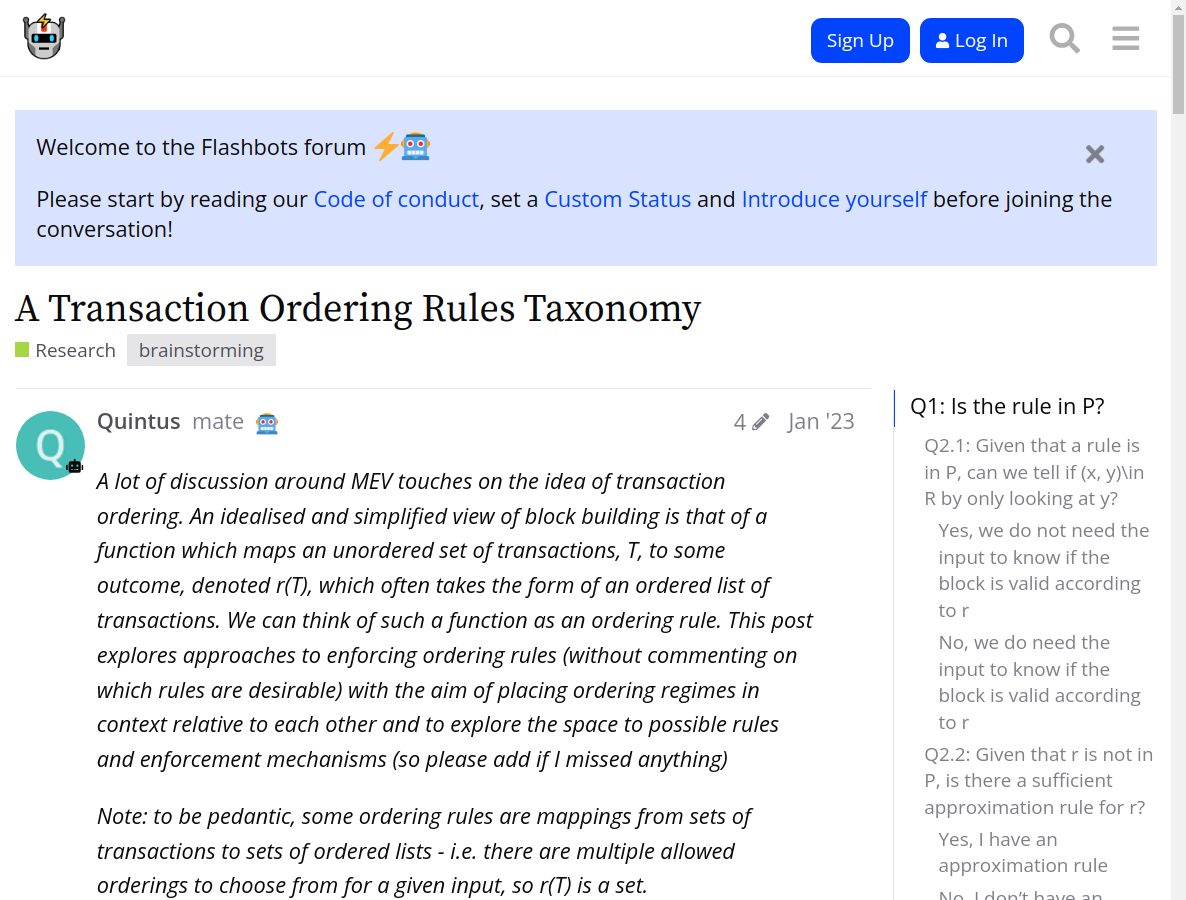 Sign Up
Log In
Welcome to the Flashbots forum
Please start by reading our Code of conduct, set a Custom Status and Introduce yourself before joining the
conversation!
A Transaction Ordering Rules Taxonomy
Research
brainstorming
Quintus mate
4
Jan '23
Q
A lot of discussion around MEV touches on the idea of transaction
ordering. An idealised and simplified view of block building is that of a
function which maps an unordered set of transactions, T, to some
outcome, denoted r(T), which often takes the form of an ordered list of
transactions. We can think of such a function as an ordering rule. This post
explores approaches to enforcing ordering rules (without commenting on
which rules are desirable) with the aim of placing ordering regimes in
context relative to each other and to explore the space to possible rules
and enforcement mechanisms (so please add if I missed anything)
Note: to be pedantic, some ordering rules are mappings from sets of
transactions to sets of ordered lists - i.e. there are multiple allowed
orderings to choose from for a given input, so r(T) is a set.
Q1: Is the rule in P?
Q2.1: Given that a rule is
in P, can we tell if (x, y)\in
R by only looking at y?
Yes, we do not need the
input to know if the
block is valid according
to r
No, we do need the
input to know if the
block is valid according
to r
Q2.2: Given that r is not in
P, is there a sufficient
approximation rule for r?
Yes, I have an
approximation rule
No, I don't have an